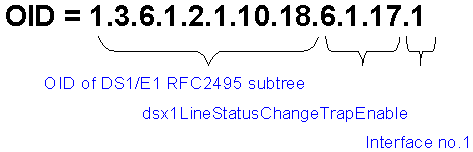 OID = 1.3.6.1.2.1.10.18.6.1.17.1
OID of DS1/E1 RFC2495 subtree
dsx1LineStatusChangeTrapEnable
Interface no.1